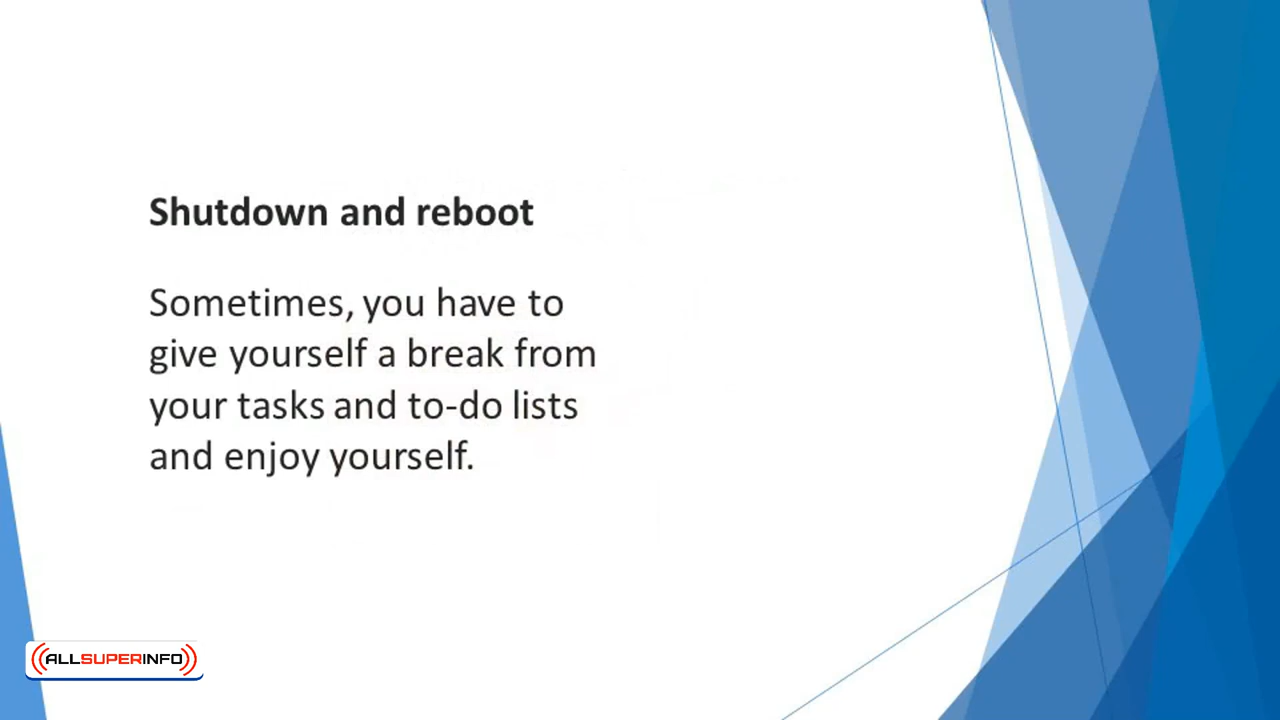 Shutdown and reboot
Sometimes, you have to
give yourself a break from
your tasks and to-do lists
and enjoy yourself.
ALLSUPERINFO